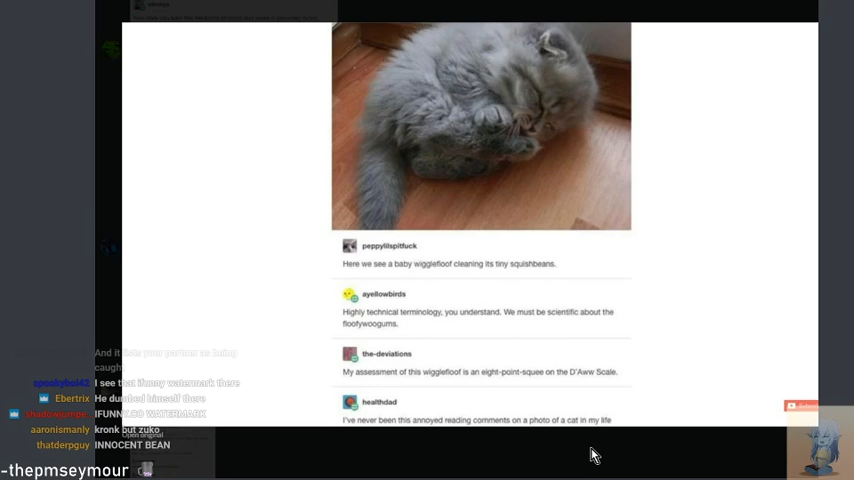 peppylilspitfuck
Here we see a baby wigglefloof cleaning its tiny squishbeans.
ayellowbirds
Highly technical terminology, you understand. We must be scientific about the
floofywoogums.
the-deviations
My assessment of this wigglefloof is an eight-point-squee on the D'Aww Scale.
healthdad
I've never been this annoyed reading comments on a photo of a cat in my life
And it lists your partner as being
caught
spookyboi42 I see that ifunny watermark there
Ebertrix He dumbed himself there
IFUNNY.CO WATERMARK
aaronismanly kronk but zuko
Open original
thatderpguy INNOCENT BEAN
-thepmseymour